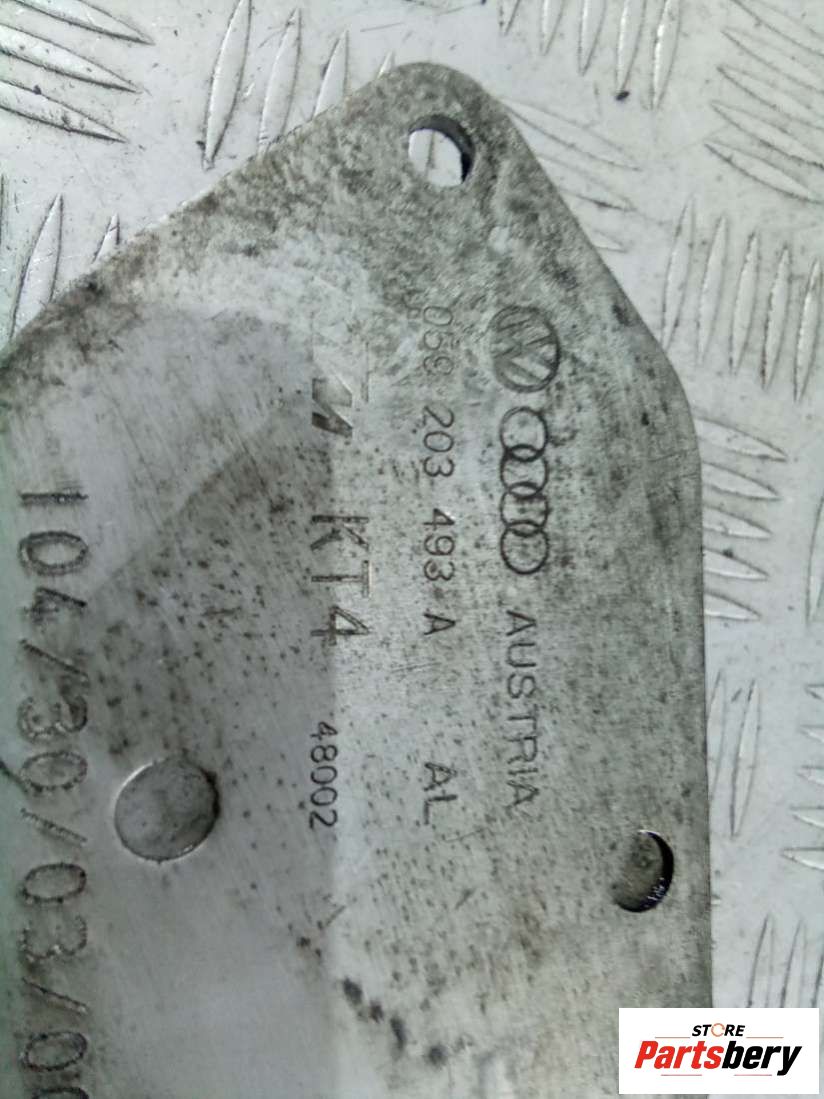 AUSTRIA
059 203 493 A AL
KT4 48002
104/30/03/00
STORE
Partsbery